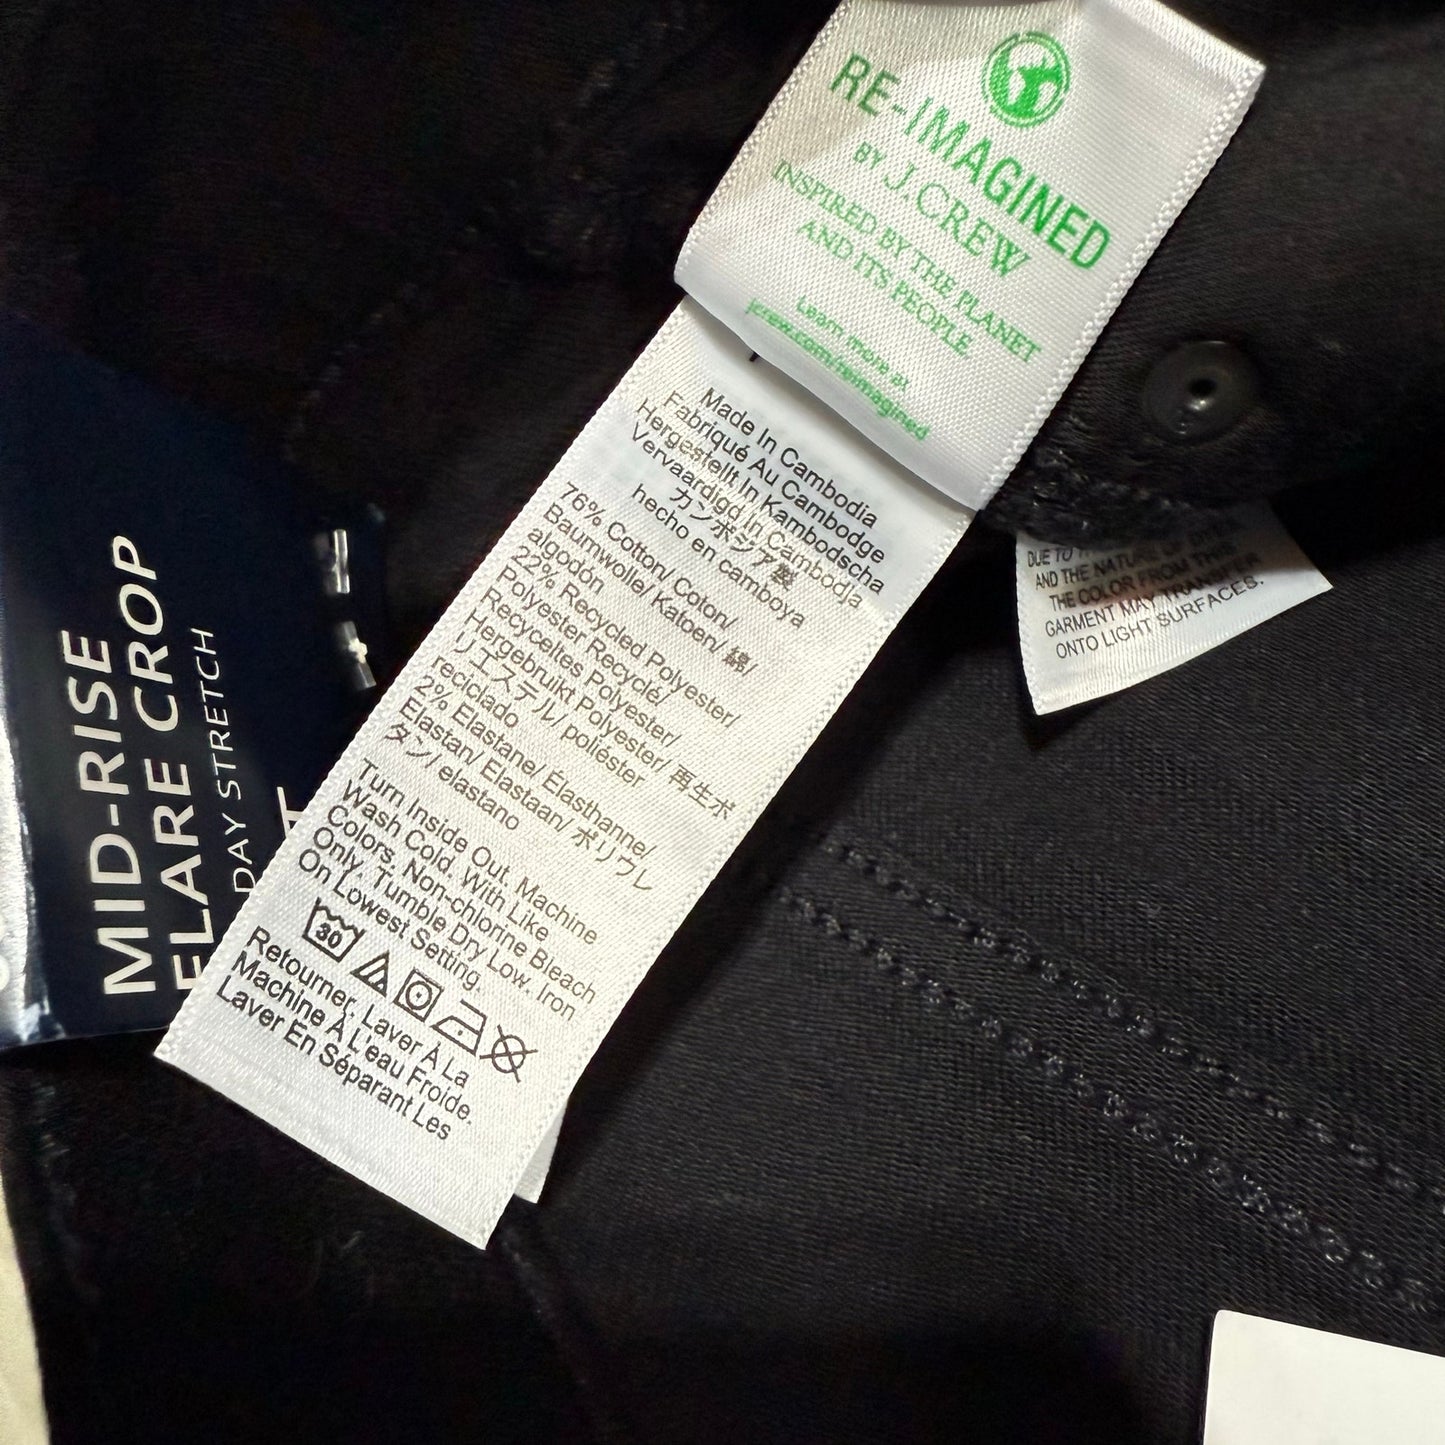 RE-IMAGINED
BY J.CREW
INSPIRED BY THE PLANET
AND ITS PEOPLE
Learn more at
jcrew.com/reimagined
Made In Cambodia
Fabriqué Au Cambodge
Hergestellt In Kambodscha
Vervaardigd In Cambodja
カンボジア製
hecho en camboya
76% Cotton/ Coton/
Baumwolle/ Katoen/ 綿/
algodón
22% Recycled Polyester/
Polyester Recyclé/
Recyceltes Polyester/
Hergebruikt Polyester/ 再生ポ
リエステル/ poliéster
reciclado
2% Elastane/ Élasthanne/
Elastan/ Elastaan/ ポリウレ
タン/ elastano
Turn Inside Out. Machine
Wash Cold. With Like
Colors. Non-chlorine Bleach
Only. Tumble Dry Low. Iron
On Lowest Setting.
30
Retourner. Laver À La
Machine À L'eau Froide.
Laver En Séparant Les
DUE TO
AND THE NATURE OF
THE COLOR FROM THIS
GARMENT MAY TRANSFER
ONTO LIGHT SURFACES.
MID-RISE
FLARE CROP
DAY STRETCH